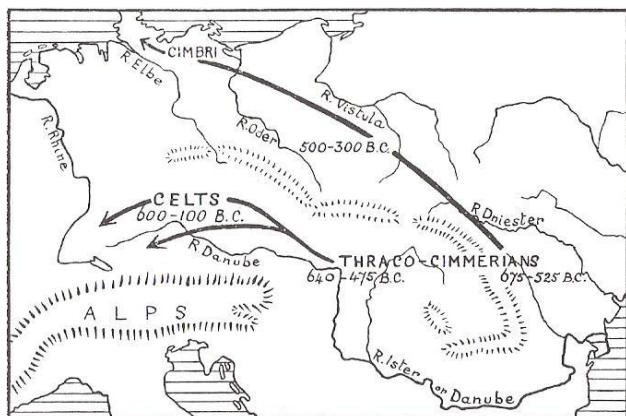 CIMBRI
R. Elbe
R. Vistula
R. Oder
500-300 B.C.
R. Rhine
CELTS
600-100 B.C.
R. Dniester
R. Danube
THRACO-CIMMERIANS
640-475 B.C.
675-525 B.C.
ALPS
R. Ister or Danube